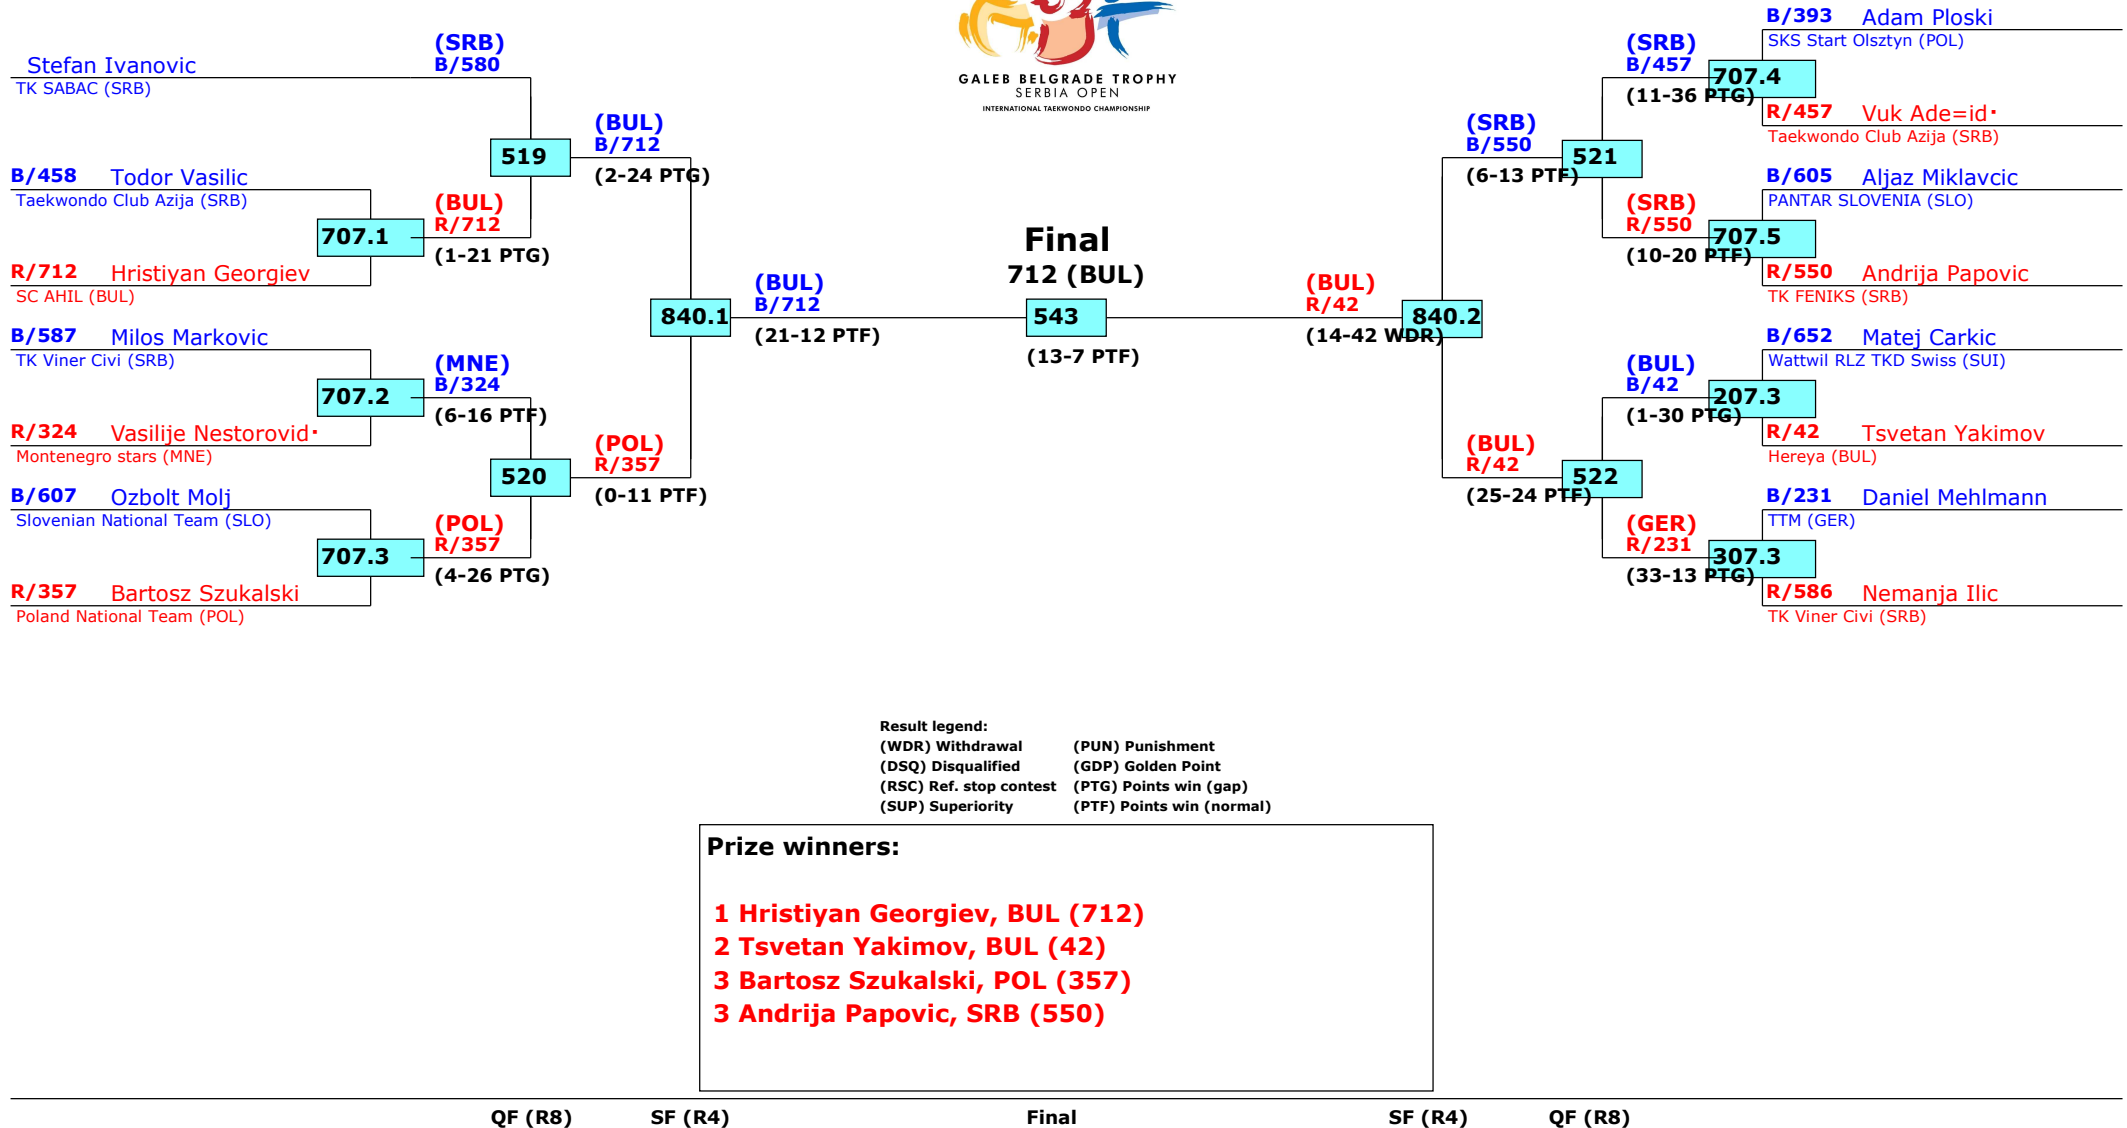 GALEB BELGRADE TROPHY
SERBIA OPEN
INTERNATIONAL TAEKWONDO CHAMPIONSHIP
Stefan Ivanovic
TK SABAC (SRB)
(SRB)
B/580
B/458 Todor Vasilic
Taekwondo Club Azija (SRB)
707.1
R/712 Hristiyan Georgiev
SC AHIL (BUL)
(BUL)
R/712
(1-21 PTG)
519
(BUL)
B/712
(2-24 PTG)
B/587 Milos Markovic
TK Viner Civi (SRB)
707.2
R/324 Vasilije Nestorovid·
Montenegro stars (MNE)
(MNE)
B/324
(6-16 PTF)
B/607 Ozbolt Molj
Slovenian National Team (SLO)
707.3
R/357 Bartosz Szukalski
Poland National Team (POL)
(POL)
R/357
(4-26 PTG)
520
(POL)
R/357
(0-11 PTF)
840.1
(BUL)
B/712
(21-12 PTF)
Final
712 (BUL)
543
(13-7 PTF)
(BUL)
R/42
(14-42 WDR)
840.2
(SRB)
B/550
(6-13 PTF)
521
(SRB)
B/457
(11-36 PTG)
B/393 Adam Ploski
SKS Start Olsztyn (POL)
707.4
R/457 Vuk Ade=id·
Taekwondo Club Azija (SRB)
(SRB)
R/550
(10-20 PTF)
B/605 Aljaz Miklavcic
PANTAR SLOVENIA (SLO)
707.5
R/550 Andrija Papovic
TK FENIKS (SRB)
(BUL)
R/42
(25-24 PTF)
522
(BUL)
B/42
(1-30 PTG)
B/652 Matej Carkic
Wattwil RLZ TKD Swiss (SUI)
207.3
R/42 Tsvetan Yakimov
Hereya (BUL)
(GER)
R/231
(33-13 PTG)
B/231 Daniel Mehlmann
TTM (GER)
307.3
R/586 Nemanja Ilic
TK Viner Civi (SRB)
Result legend:
(WDR) Withdrawal (PUN) Punishment
(DSQ) Disqualified (GDP) Golden Point
(RSC) Ref. stop contest (PTG) Points win (gap)
(SUP) Superiority (PTF) Points win (normal)
Prize winners:
1 Hristiyan Georgiev, BUL (712)
2 Tsvetan Yakimov, BUL (42)
3 Bartosz Szukalski, POL (357)
3 Andrija Papovic, SRB (550)
QF (R8) SF (R4) Final SF (R4) QF (R8)